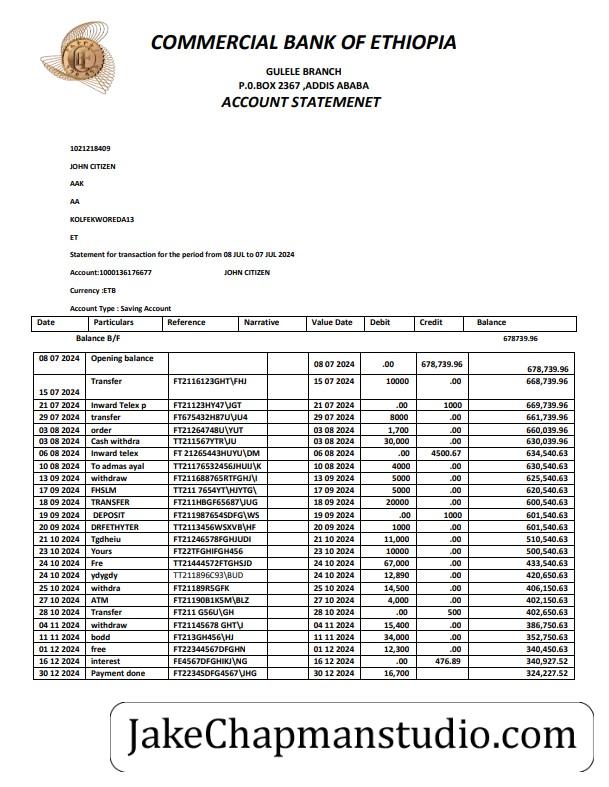 COMMERCIAL BANK OF ETHIOPIA
GULELE BRANCH
P.0.BOX 2367 ,ADDIS ABABA
ACCOUNT STATEMENET
1021218409
JOHN CITIZEN
AAK
AA
KOLFEKWOREDA13
ET
Statement for transaction for the period from 08 JUL to 07 JUL 2024
Account:1000136176677 JOHN CITIZEN
Currency :ETB
Account Type : Saving Account
Date Particulars Reference Narrative Value Date Debit Credit Balance
Balance B/F 678739.96
08 07 2024 Opening balance 08 07 2024 .00 678,739.96 678,739.96
15 07 2024 Transfer FT2116123GHT\FHJ 15 07 2024 10000 .00 668,739.96
21 07 2024 Inward Telex p FT21123HY47\JGT 21 07 2024 .00 1000 669,739.96
29 07 2024 transfer FT675432H87U\JU4 29 07 2024 8000 .00 661,739.96
03 08 2024 order FT21264748U\YUT 03 08 2024 1,700 .00 660,039.96
03 08 2024 Cash withdra TT211567YTR\JU 03 08 2024 30,000 .00 630,039.96
06 08 2024 Inward telex FT 21265443HUYU\DM 06 08 2024 .00 4500.67 634,540.63
10 08 2024 To admas ayal TT21176532456JHUIJ\K 10 08 2024 4000 .00 630,540.63
13 09 2024 withdraw FT211688765RTFGHJ\I 13 09 2024 5000 .00 625,540.63
17 09 2024 FHSLM TT211 7654YT\HJYTG\ 17 09 2024 5000 .00 620,540.63
18 09 2024 TRANSFER FT211HBGF65687\IUG 18 09 2024 20000 .00 600,540.63
19 09 2024 DEPOSIT FT2119876545DFG\WS 19 09 2024 .00 1000 601,540.63
20 09 2024 DRFETHYTER TT2113456WSXVB\HF 20 09 2024 1000 .00 601,540.63
21 10 2024 Tgdheiu FT21246578FGHJUDI 21 10 2024 11,000 .00 510,540.63
23 10 2024 Yours FT22TFGHIFGH456 23 10 2024 10000 .00 500,540.63
24 10 2024 Fre TT21444572FTGHSJD 24 10 2024 67,000 .00 433,540.63
24 10 2024 ydygdy TT211896C93\BUD 24 10 2024 12,890 .00 420,650.63
25 10 2024 withdra FT21189R5GFK 25 10 2024 14,500 .00 406,150.63
27 10 2024 ATM FT21190B1K5M\BLZ 27 10 2024 4,000 .00 402,150.63
28 10 2024 Transfer FT211 G56U\GH 28 10 2024 .00 500 402,650.63
04 11 2024 withdraw FT21145678 GHT\J 04 11 2024 15,400 .00 386,750.63
11 11 2024 bodd FT213GH456\HJ 11 11 2024 34,000 .00 352,750.63
01 12 2024 free FT22344567DFGHN 01 12 2024 12,300 .00 340,450.63
16 12 2024 interest FE4567DFGHIKJ\NG 16 12 2024 .00 476.89 340,927.52
30 12 2024 Payment done FT22345DFG4567\JHG 30 12 2024 16,700 324,227.52
JakeChapmanstudio.com